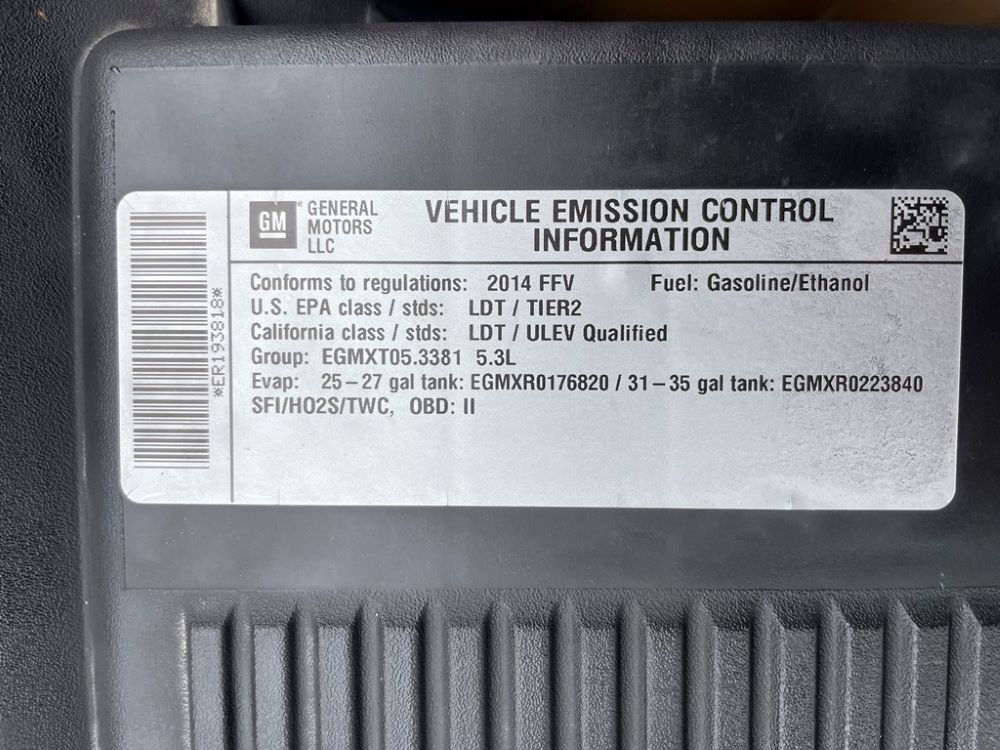 GM
GENERAL
MOTORS
LLC
VEHICLE EMISSION CONTROL
INFORMATION
Conforms to regulations: 2014 FFV Fuel: Gasoline/Ethanol
U.S. EPA class / stds: LDT / TIER2
California class / stds: LDT / ULEV Qualified
Group: EGMXT05.3381 5.3L
Evap: 25-27 gal tank: EGMXR0176820 / 31-35 gal tank: EGMXR0223840
SFI/HO2S/TWC, OBD: II
*ER193818*